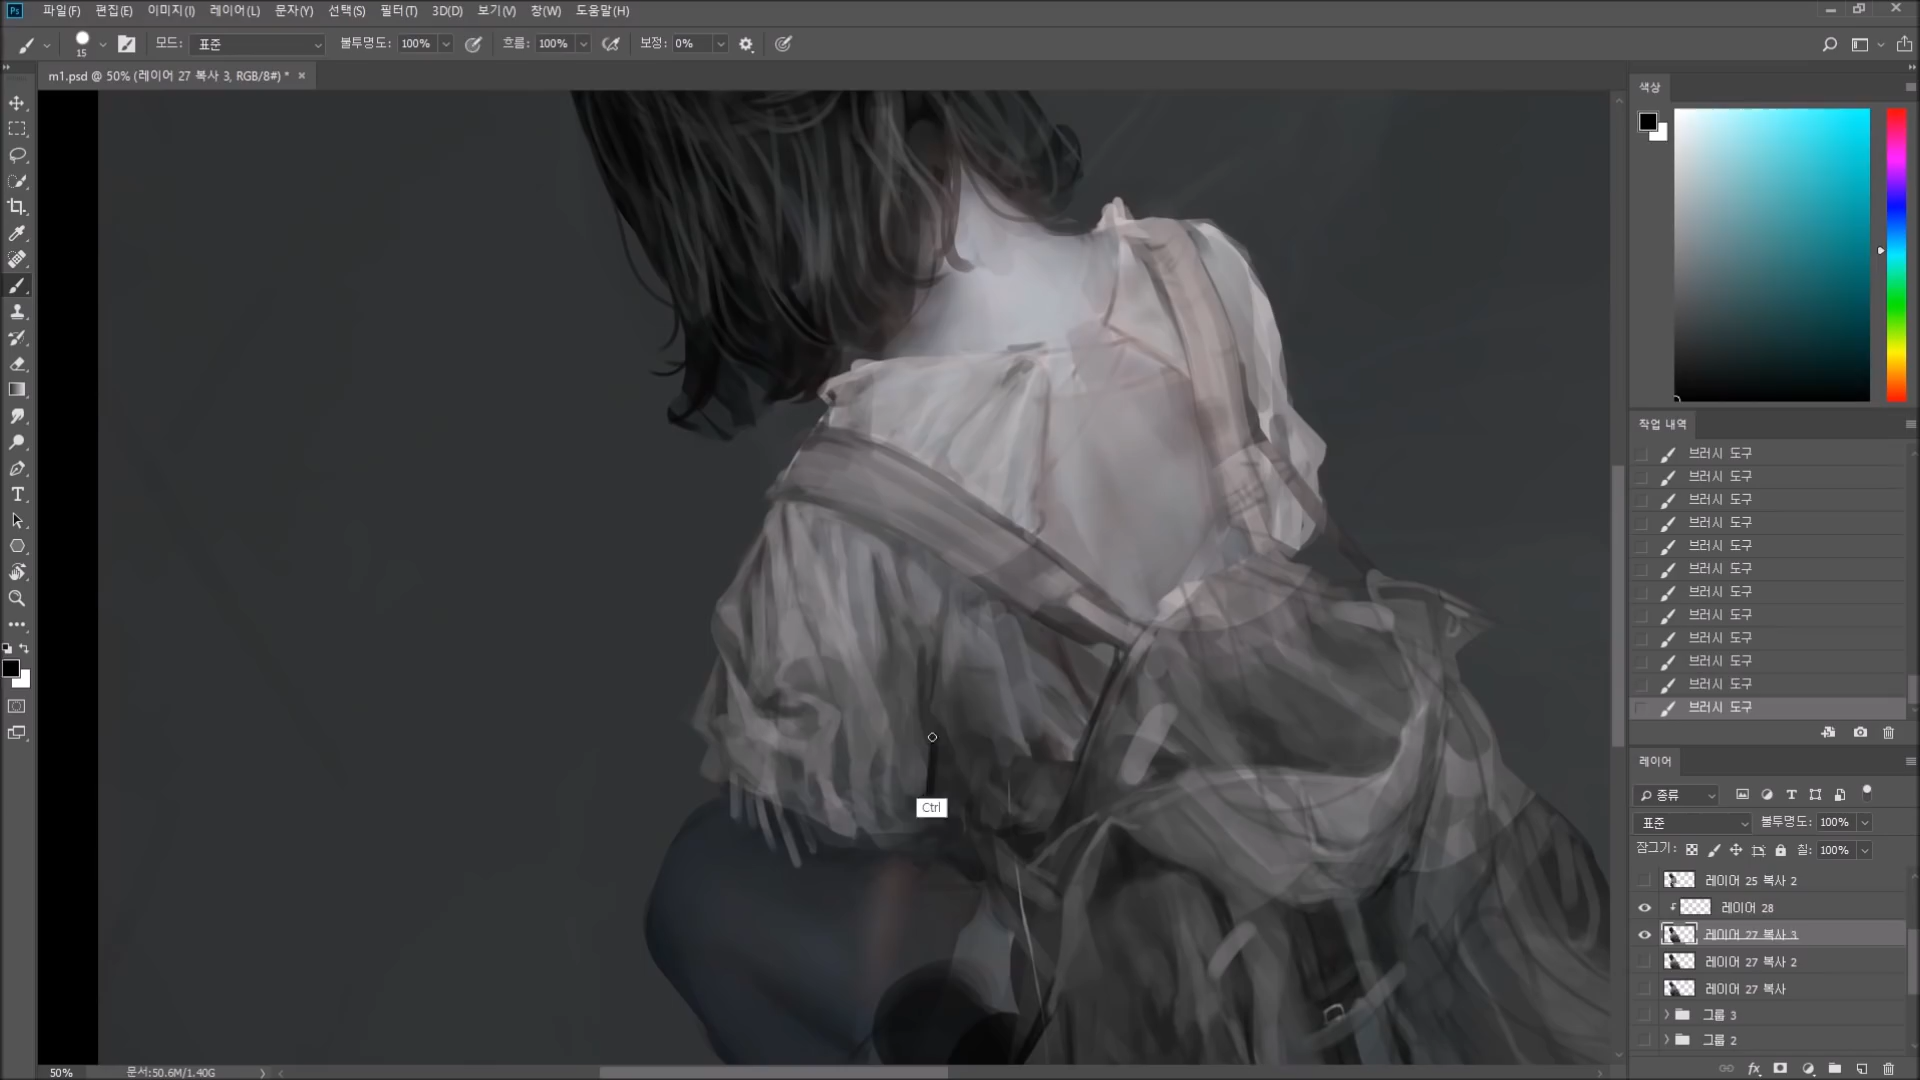 Ps 파일(F) 편집(E) 이미지(I) 레이어(L) 문자(Y) 선택(S) 필터(T) 3D(D) 보기(V) 창(W) 도움말(H)
15 모드: 표준 불투명도: 100% 흐름: 100% 보정: 0%
m1.psd @ 50% (레이어 27 복사 3, RGB/8#) *
색상
작업 내역
브러시 도구
브러시 도구
브러시 도구
브러시 도구
브러시 도구
브러시 도구
브러시 도구
브러시 도구
브러시 도구
브러시 도구
브러시 도구
브러시 도구
Ctrl
레이어
종류
표준 불투명도: 100%
잠그기: 칠: 100%
레이어 25 복사 2
레이어 28
레이어 27 복사 3
레이어 27 복사 2
레이어 27 복사
그룹 3
그룹 2
fx
50% 문서:50.6M/1.40G